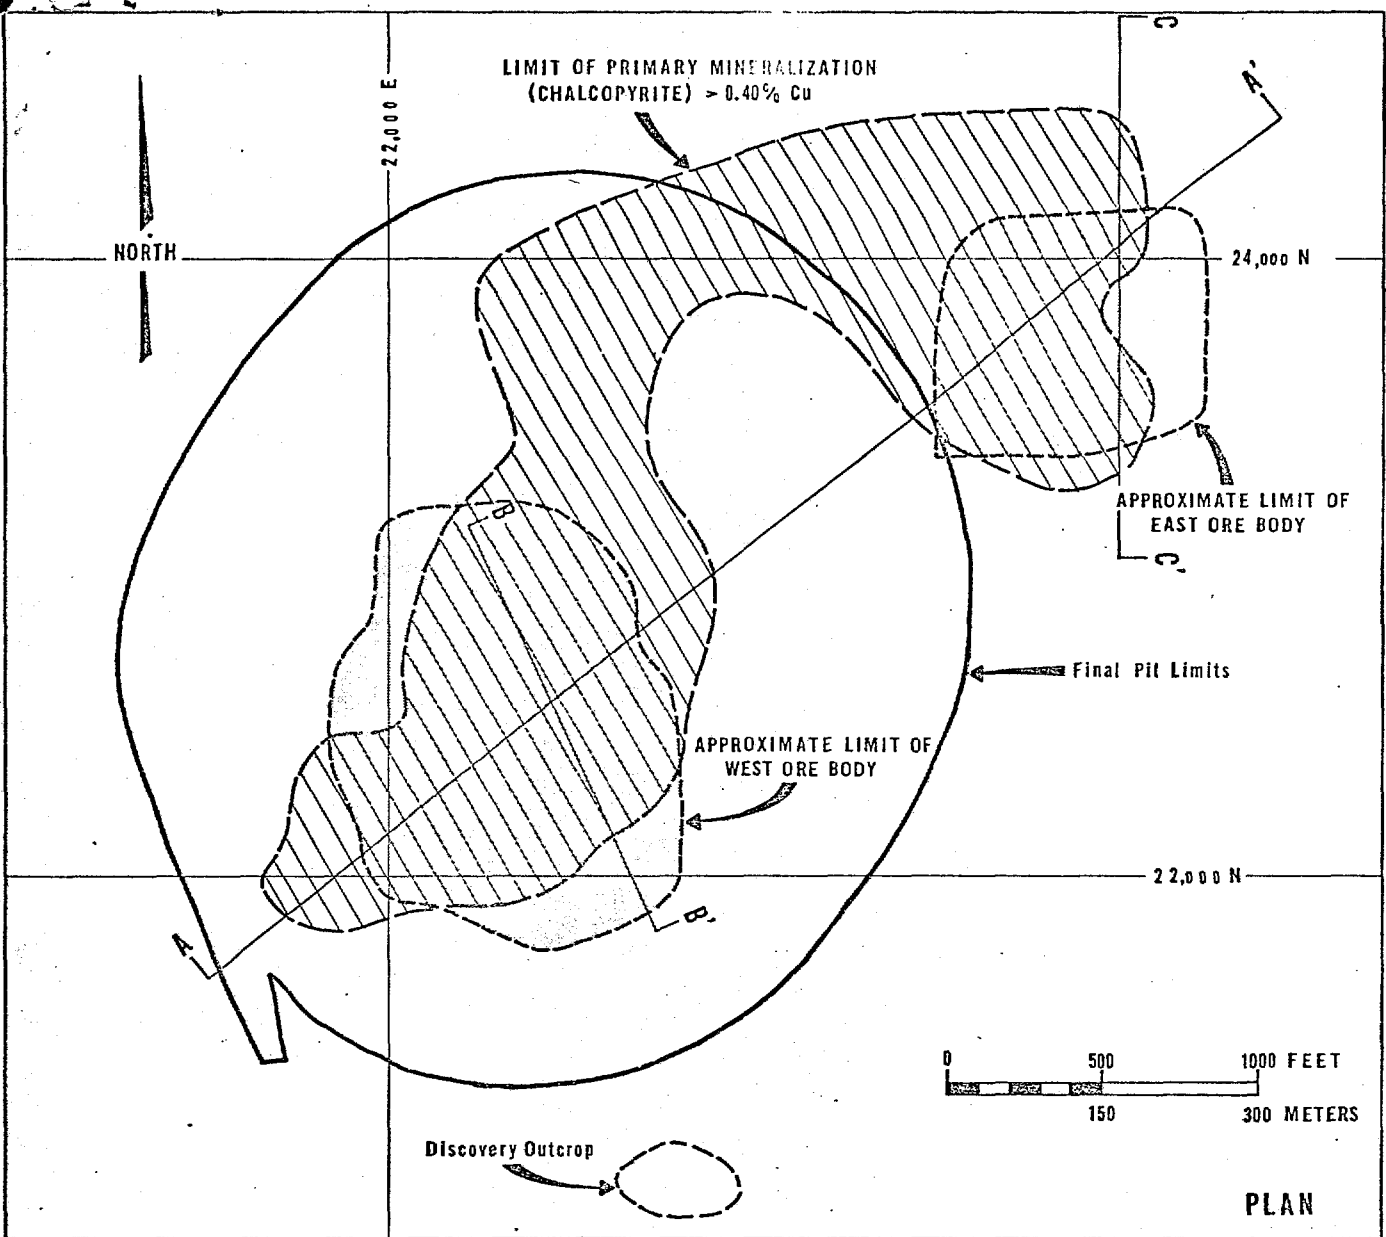 C
LIMIT OF PRIMARY MINERALIZATION
(CHALCOPYRITE) > 0.40% Cu
A'
22,000 E
NORTH
24,000 N
B
APPROXIMATE LIMIT OF
EAST ORE BODY
C'
Final Pit Limits
APPROXIMATE LIMIT OF
WEST ORE BODY
22,000 N
B'
A
0 500 1000 FEET
150 300 METERS
Discovery Outcrop
PLAN